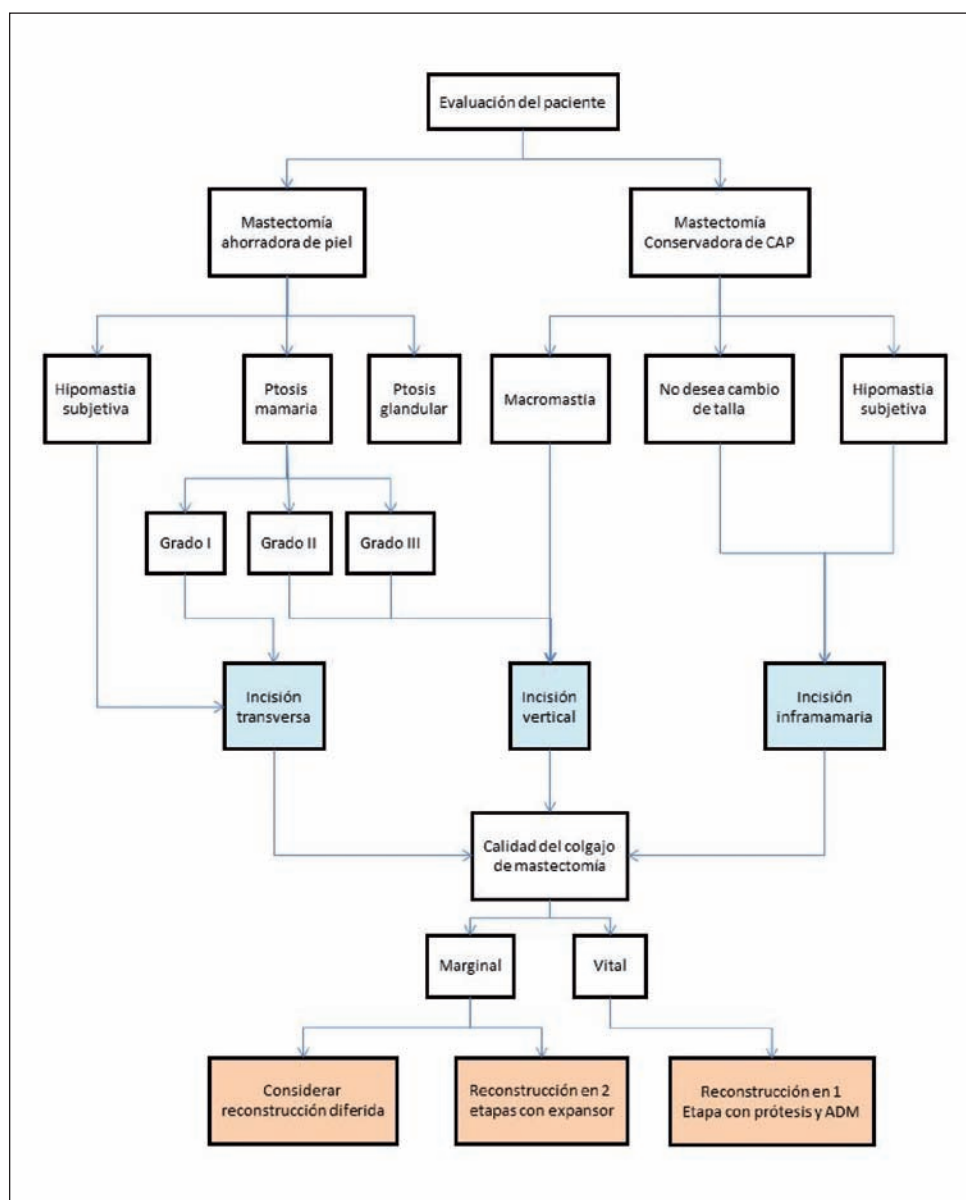 Evaluación del paciente
Mastectomía
ahorradora de piel
Mastectomía
Conservadora de CAP
Hipomastia
subjetiva
Ptosis
mamaria
Ptosis
glandular
Macromastía
No desea cambio
de talla
Hipomastia
subjetiva
Grado I
Grado II
Grado III
Incisión
transversa
Incisión
vertical
Incisión
inframamaria
Calidad del colgajo
de mastectomía
Marginal
Vital
Considerar
reconstrucción diferida
Reconstrucción en 2
etapas con expansor
Reconstrucción en 1
Etapa con prótesis y ADM